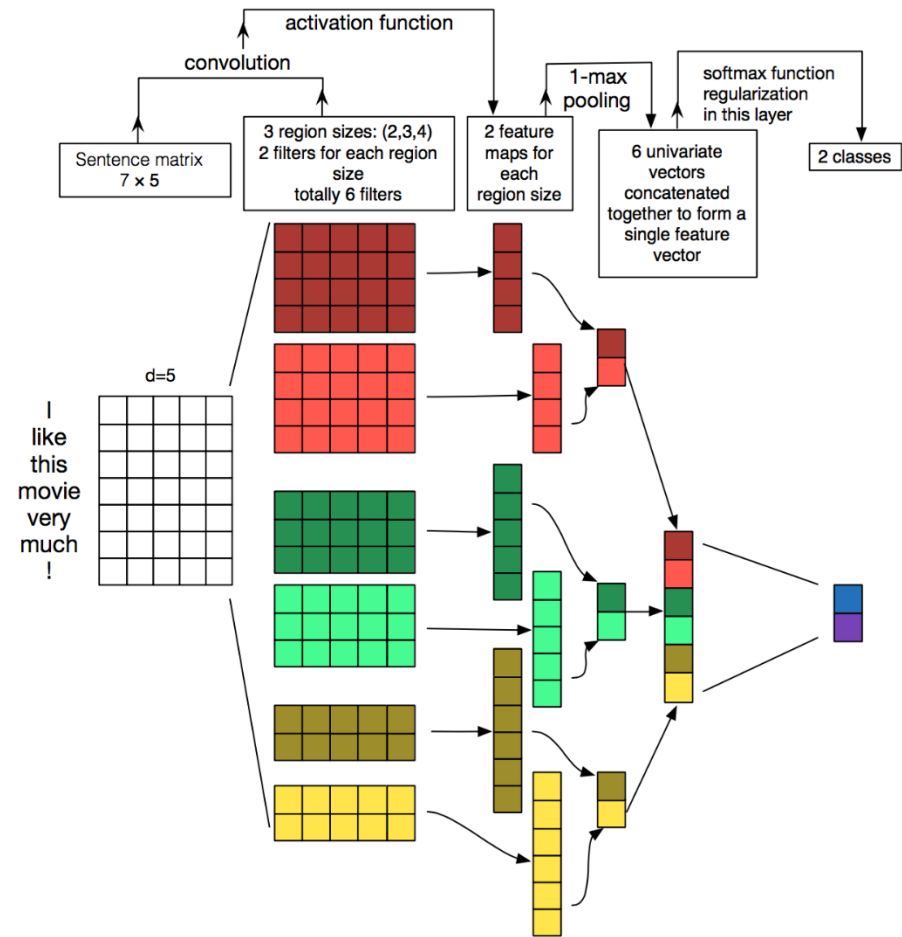 activation function
convolution
1-max
pooling
softmax function
regularization
in this layer
Sentence matrix
7 × 5
3 region sizes: (2,3,4)
2 filters for each region
size
totally 6 filters
2 feature
maps for
each
region size
6 univariate
vectors
concatenated
together to form a
single feature
vector
2 classes
d=5
I
like
this
movie
very
much
!